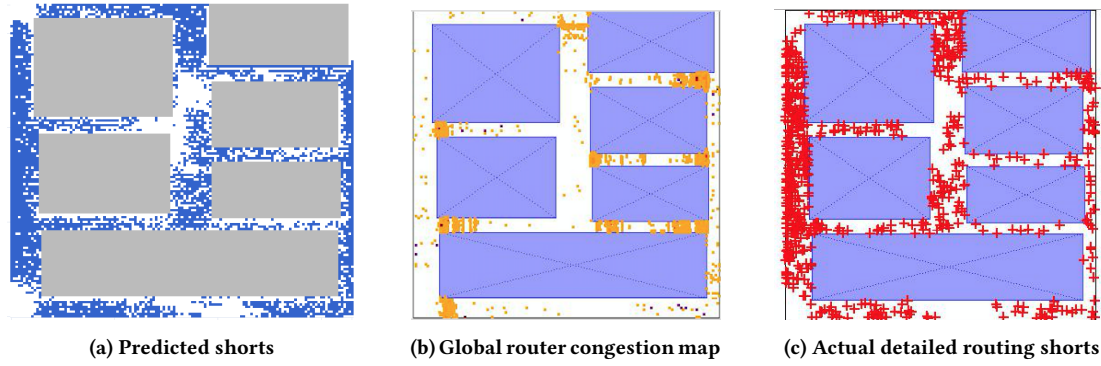 (a) Predicted shorts
(b) Global router congestion map
(c) Actual detailed routing shorts